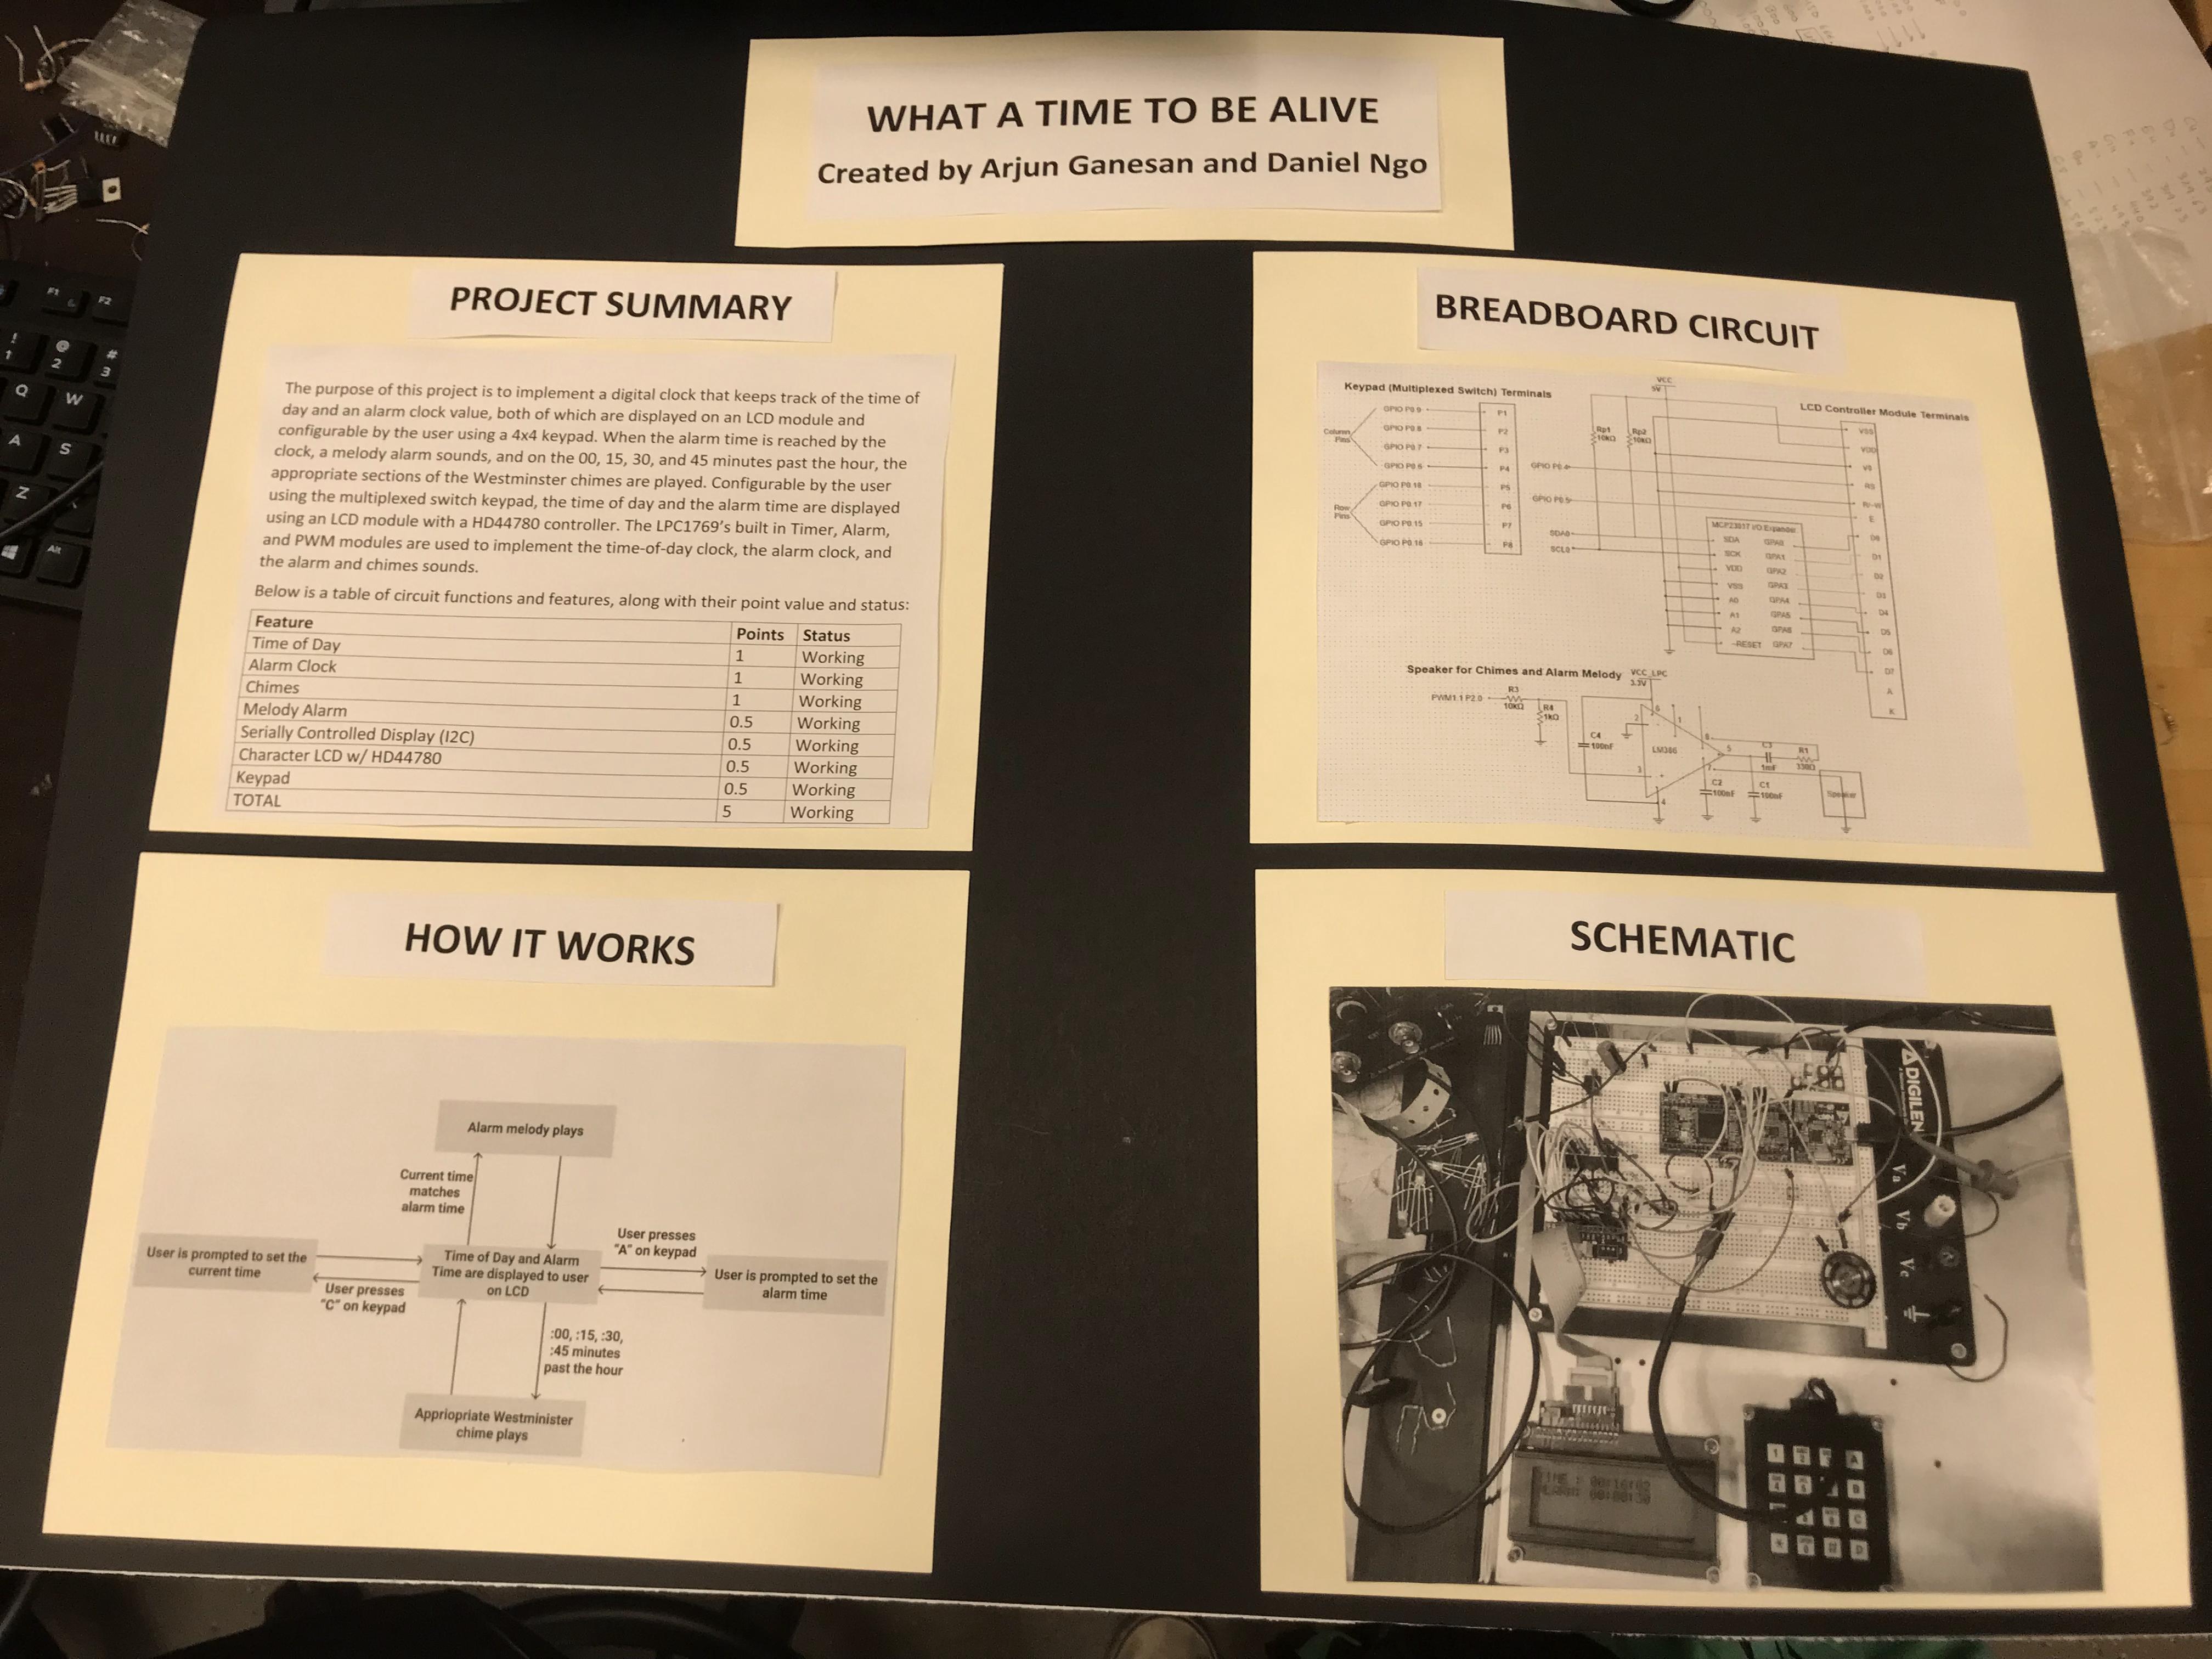 WHAT A TIME TO BE ALIVE
Created by Arjun Ganesan and Daniel Ngo
PROJECT SUMMARY
The purpose of this project is to implement a digital clock that keeps track of the time of
day and an alarm clock value, both of which are displayed on an LCD module and
configurable by the user using a 4x4 keypad. When the alarm time is reached by the
clock, a melody alarm sounds, and on the 00, 15, 30, and 45 minutes past the hour, the
appropriate sections of the Westminster chimes are played. Configurable by the user
using the multiplexed switch keypad, the time of day and the alarm time are displayed
using an LCD module with a HD44780 controller. The LPC1769's built in Timer, Alarm,
and PWM modules are used to implement the time-of-day clock, the alarm clock, and
the alarm and chimes sounds.
Below is a table of circuit functions and features, along with their point value and status:
Feature Points Status
Time of Day 1 Working
Alarm Clock 1 Working
Chimes 1 Working
Melody Alarm 0.5 Working
Serially Controlled Display (I2C) 0.5 Working
Character LCD w/ HD44780 0.5 Working
Keypad 0.5 Working
TOTAL 5 Working
HOW IT WORKS
Alarm melody plays
Current time
matches
alarm time
User presses
"A" on keypad
User is prompted to set the
current time
Time of Day and Alarm
Time are displayed to user
on LCD
User is prompted to set the
alarm time
User presses
"C" on keypad
:00, :15, :30,
:45 minutes
past the hour
Appriopriate Westminister
chime plays
BREADBOARD CIRCUIT
Keypad (Multiplexed Switch) Terminals
LCD Controller Module Terminals
Column
Pins
Row
Pins
GPIO P0.9
GPIO P0.8
GPIO P0.7
GPIO P0.6
GPIO P0.18
GPIO P0.17
GPIO P0.15
GPIO P0.16
P1
P2
P3
P4
P5
P6
P7
P8
SDA0
SCL0
Rp1
10KΩ
Rp2
10KΩ
VCC
5V
MCP23017 I/O Expander
SDA GPA0
SCK GPA1
VDD GPA2
VSS GPA3
A0 GPA4
A1 GPA5
A2 GPA6
~RESET GPA7
VSS
VDD
V0
RS
R/~W
E
D0
D1
D2
D3
D4
D5
D6
D7
A
K
Speaker for Chimes and Alarm Melody
VCC_LPC
3.3V
PWM1.1 P2.0
R3
10KΩ
R4
1KΩ
C4
100nF
LM386
C2
100nF
C1
100nF
C3
1mF
R1
330Ω
Speaker
SCHEMATIC
DIGILEN
Va
Vb
Vc
1
A
B
C
D
F1
F2
!
1
@
2
#
3
Q
W
A
S
Z
Alt